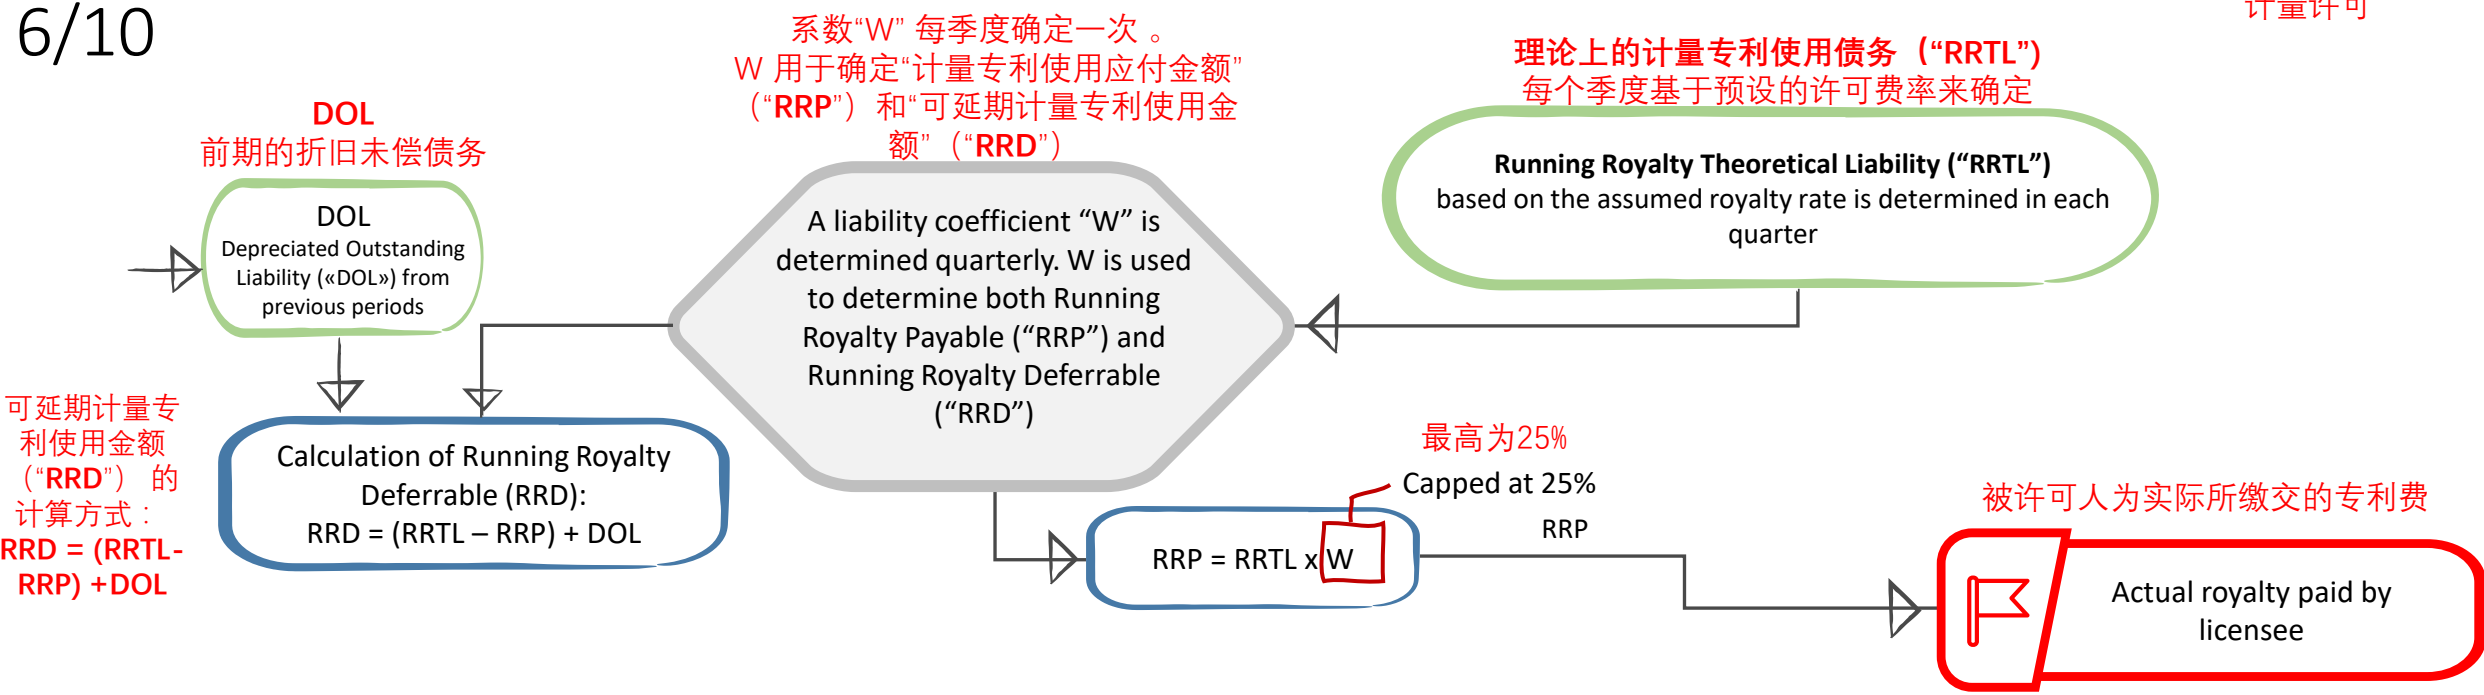 6/10
计量许可
系数“W” 每季度确定一次 。
W 用于确定“计量专利使用应付金额”
（“RRP”）和“可延期计量专利使用金
额”（“RRD”）
理论上的计量专利使用债务（“RRTL”)
每个季度基于预设的许可费率来确定
DOL
前期的折旧未偿债务
DOL
Depreciated Outstanding
Liability («DOL») from
previous periods
A liability coefficient “W” is
determined quarterly. W is used
to determine both Running
Royalty Payable (“RRP”) and
Running Royalty Deferrable
(“RRD”)
Running Royalty Theoretical Liability (“RRTL”)
based on the assumed royalty rate is determined in each
quarter
可延期计量专
利使用金额
（“RRD”） 的
计算方式：
RRD = (RRTL-
RRP) +DOL
Calculation of Running Royalty
Deferrable (RRD):
RRD = (RRTL – RRP) + DOL
最高为25%
Capped at 25%
RRP = RRTL x W
RRP
被许可人为实际所缴交的专利费
Actual royalty paid by
licensee